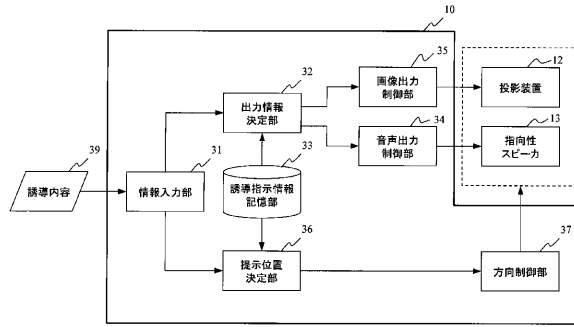 10
35
画像出力
制御部
12
投影装置
32
出力情報
決定部
13
指向性
スピーカ
34
音声出力
制御部
39
誘導内容
31
情報入力部
33
誘導指示情報
記憶部
36
提示位置
決定部
37
方向制御部